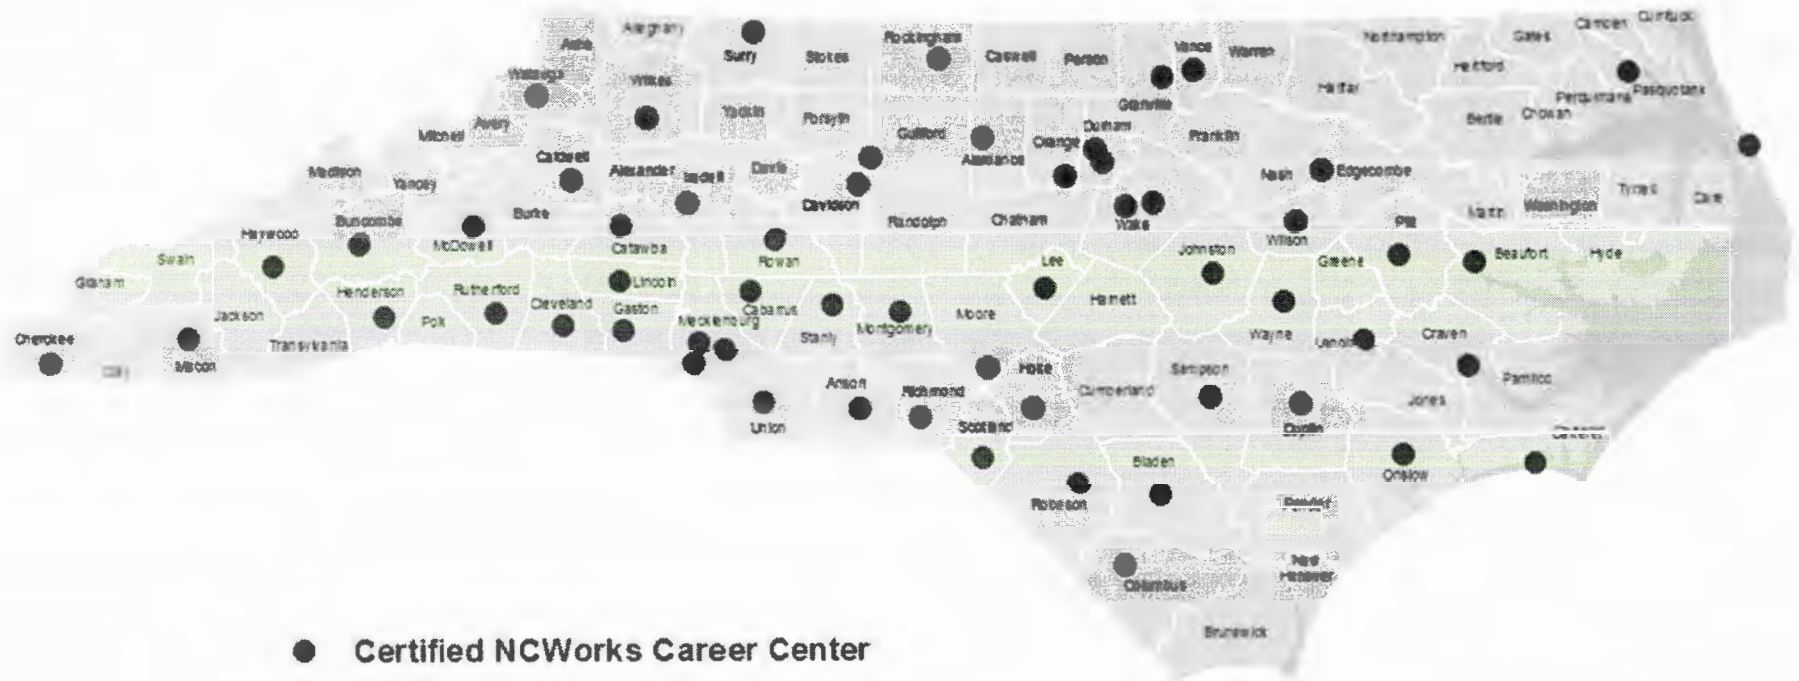 Alleghany
Camden
Currituck
Ashe
Surry
Stokes
Rockingham
Caswell
Person
Vance
Warren
Northampton
Gates
Watauga
Wilkes
Hertford
Halifax
Pasquotank
Perquimans
Granville
Yadkin
Forsyth
Guilford
Durham
Franklin
Bertie
Chowan
Mitchell
Avery
Orange
Alamance
Caldwell
Alexander
Iredell
Davie
Madison
Yancey
Nash
Edgecombe
Tyrrell
Dare
Washington
Martin
Davidson
Burke
Randolph
Chatham
Wake
Pitt
Buncombe
Haywood
McDowell
Catawba
Rowan
Johnston
Wilson
Swain
Lee
Greene
Beaufort
Hyde
Graham
Henderson
Rutherford
Lincoln
Cleveland
Gaston
Cabarrus
Harnett
Jackson
Polk
Mecklenburg
Montgomery
Moore
Stanly
Wayne
Lenoir
Craven
Cherokee
Transylvania
Clay
Macon
Hoke
Sampson
Pamlico
Anson
Richmond
Cumberland
Jones
Union
Scotland
Duplin
Carteret
Bladen
Onslow
Robeson
Pender
New
Hanover
Columbus
Brunswick
Certified NCWorks Career Center